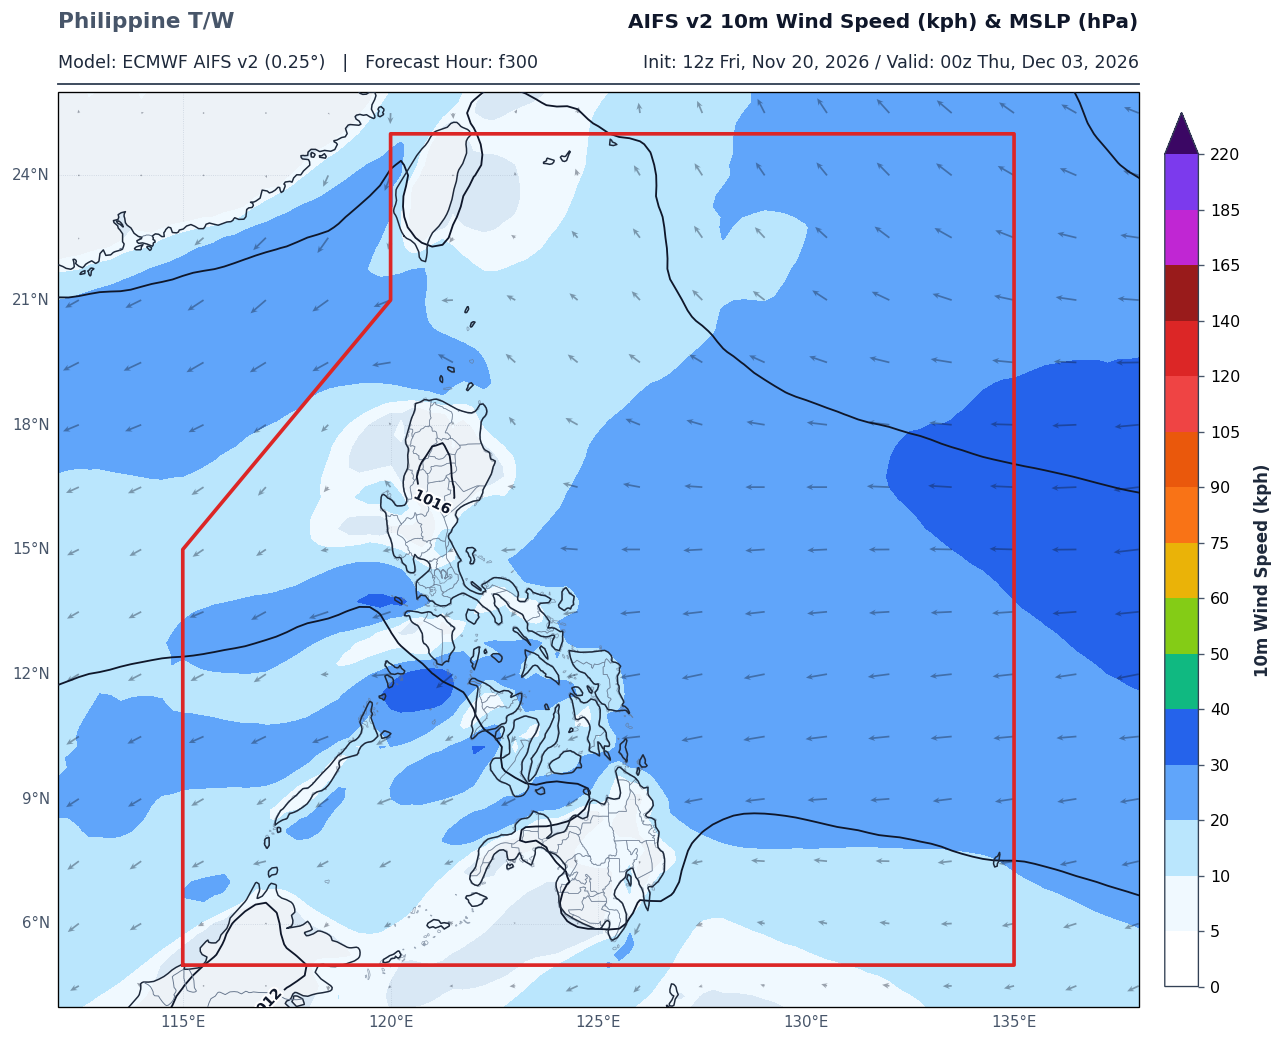 Philippine T/W
AIFS v2 10m Wind Speed (kph) & MSLP (hPa)
Model: ECMWF AIFS v2 (0.25°) | Forecast Hour: f300
Init: 12z Fri, Nov 20, 2026 / Valid: 00z Thu, Dec 03, 2026
24°N
21°N
18°N
15°N
12°N
9°N
6°N
1016
012
115°E
120°E
125°E
130°E
135°E
220
185
165
140
120
105
90
75
60
50
40
30
20
10
5
0
10m Wind Speed (kph)